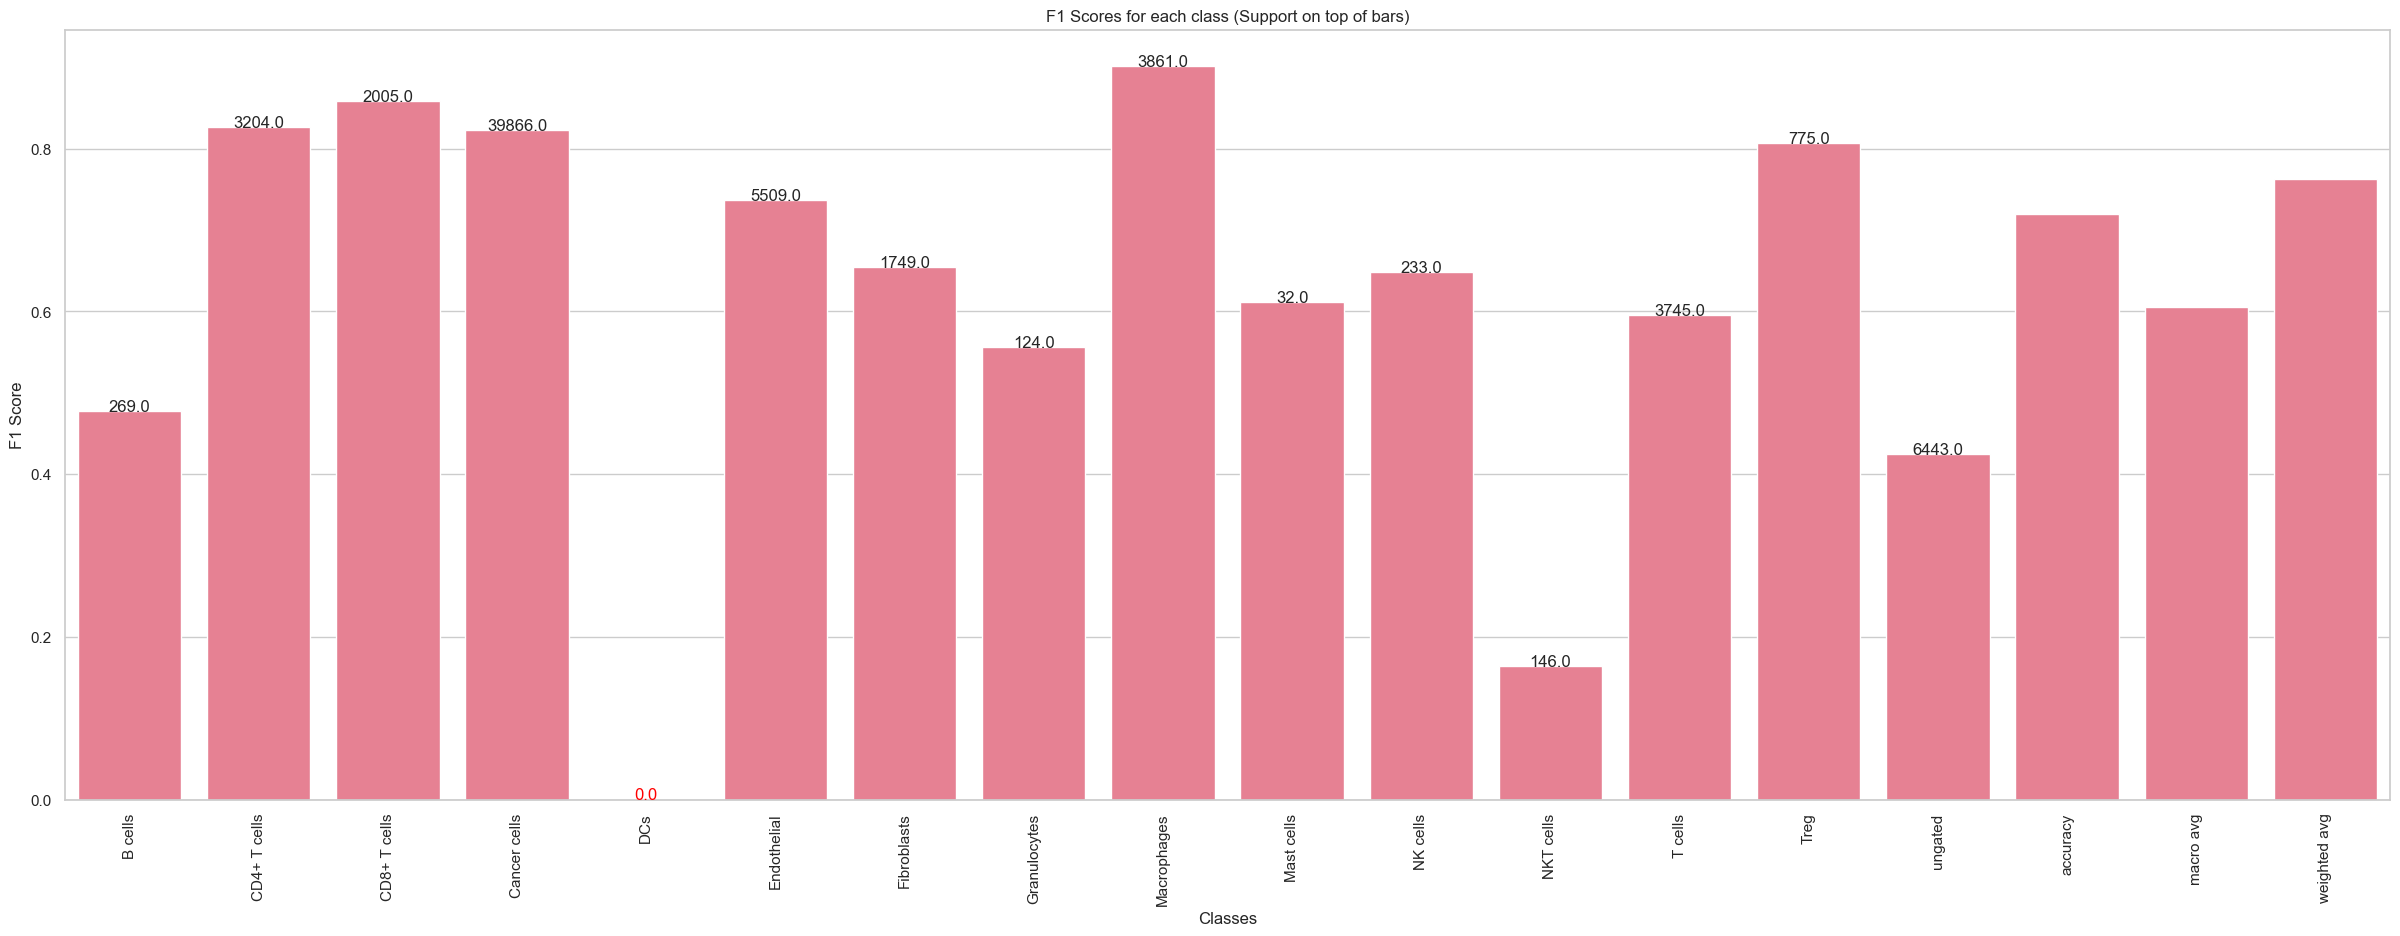 F1 Scores for each class (Support on top of bars)
3861.0
2005.0
3204.0
39866.0
775.0
5509.0
1749.0
233.0
32.0
3745.0
124.0
269.0
6443.0
146.0
0.0
0.8
0.6
0.4
0.2
0.0
F1 Score
B cells
CD4+ T cells
CD8+ T cells
Cancer cells
DCs
Endothelial
Fibroblasts
Granulocytes
Macrophages
Mast cells
NK cells
NKT cells
T cells
Treg
ungated
accuracy
macro avg
weighted avg
Classes